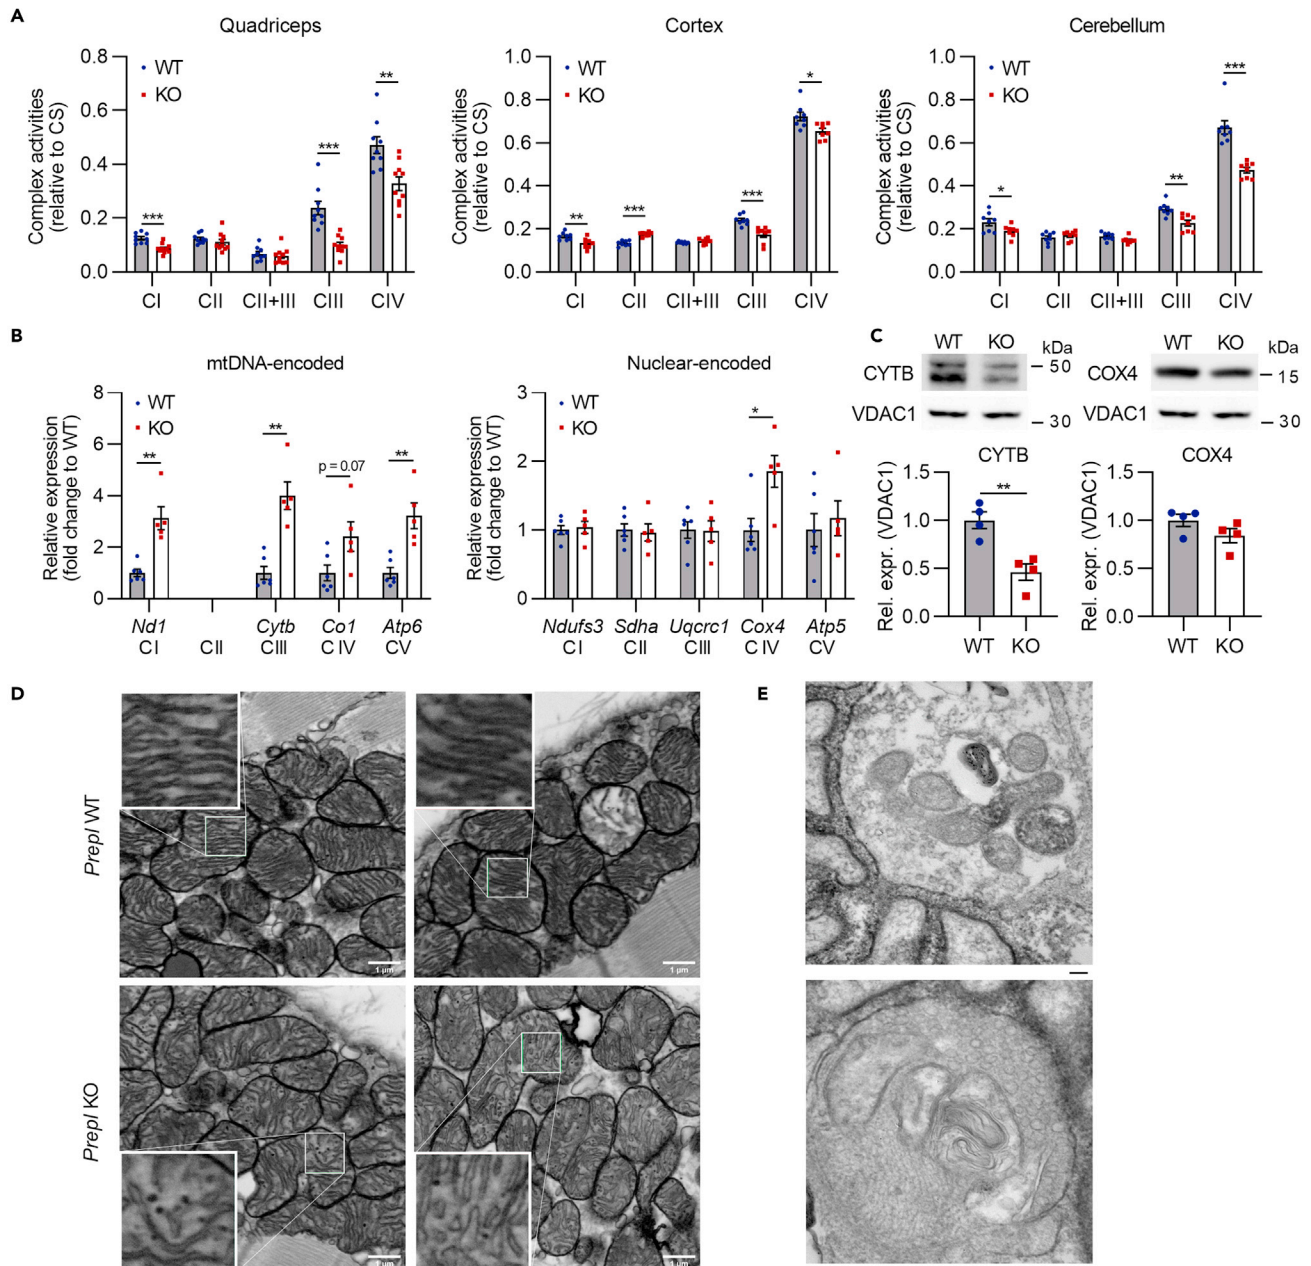 A
Quadriceps
Complex activities
(relative to CS)
0.8
0.6
0.4
0.2
0.0
WT
KO
***
**
***
**
CI
CII
CII+III
CIII
CIV
Cortex
Complex activities
(relative to CS)
1.0
0.8
0.6
0.4
0.2
0.0
WT
KO
**
***
***
*
CI
CII
CII+III
CIII
CIV
Cerebellum
Complex activities
(relative to CS)
1.0
0.8
0.6
0.4
0.2
0.0
WT
KO
*
**
***
CI
CII
CII+III
CIII
CIV
B
mtDNA-encoded
Relative expression
(fold change to WT)
8
6
4
2
0
WT
KO
**
**
p = 0.07
**
Nd1 Cytb Co1 Atp6
CI CII CIII CIV CV
Nuclear-encoded
Relative expression
(fold change to WT)
3
2
1
0
WT
KO
*
Ndufs3 Sdha Uqcrc1 Cox4 Atp5
CI CII CIII CIV CV
C
WT KO kDa
CYTB
50
VDAC1
30
WT KO kDa
COX4
15
VDAC1
30
CYTB
Rel. expr. (VDAC1)
1.5
1.0
0.5
0.0
**
WT KO
COX4
Rel. expr. (VDAC1)
1.5
1.0
0.5
0.0
WT KO
D
Prepl WT
1 µm
1 µm
Prepl KO
1 µm
1 µm
E